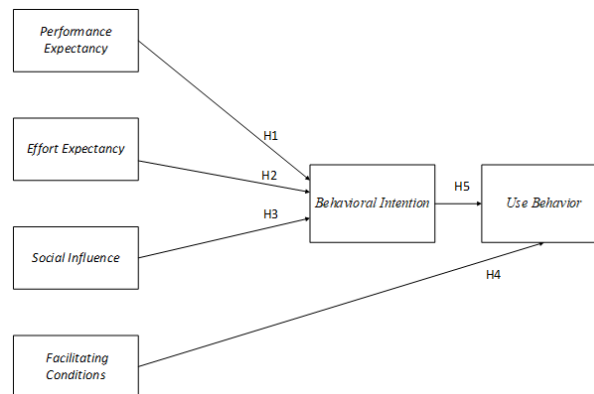 Performance
Expectancy
H1
Effort Expectancy
H2
Behavioral Intention
H5
Use Behavior
H3
Social Influence
H4
Facilitating
Conditions